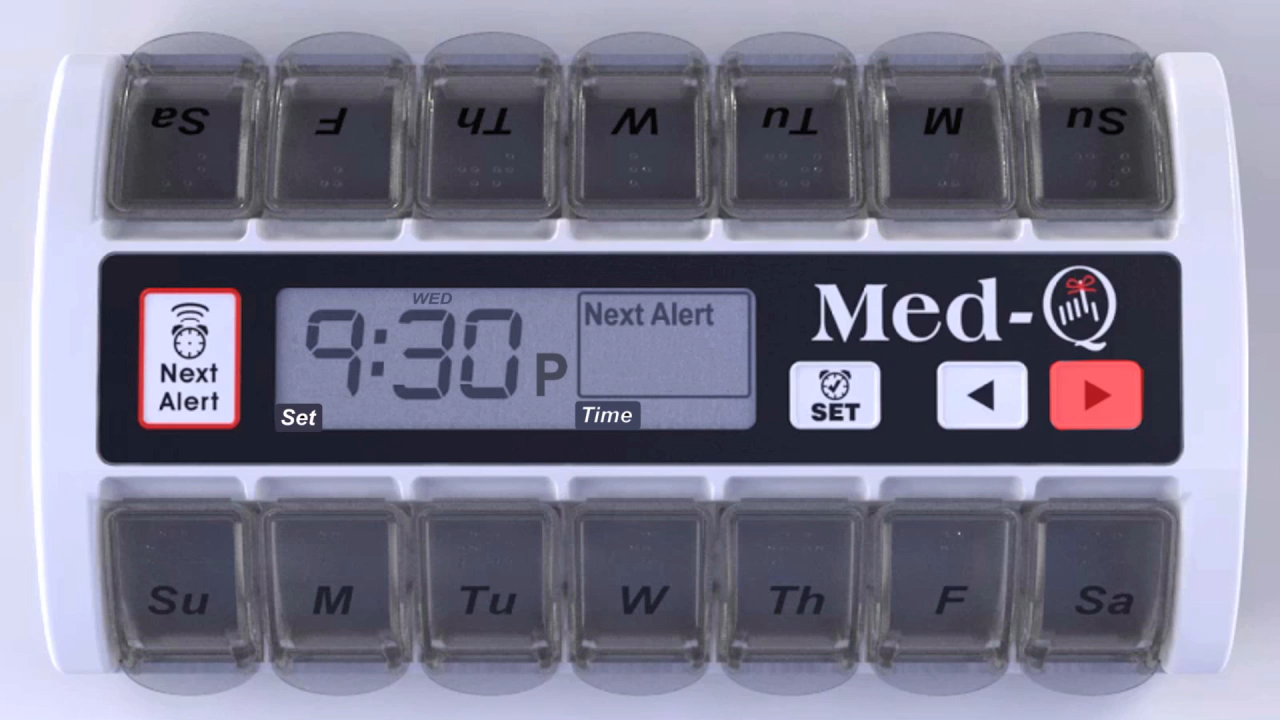 Sa F Th W Tu M Su
WED
9:30 P
Next Alert
Set
Time
Next
Alert
Med-Q
SET
Su M Tu W Th F Sa